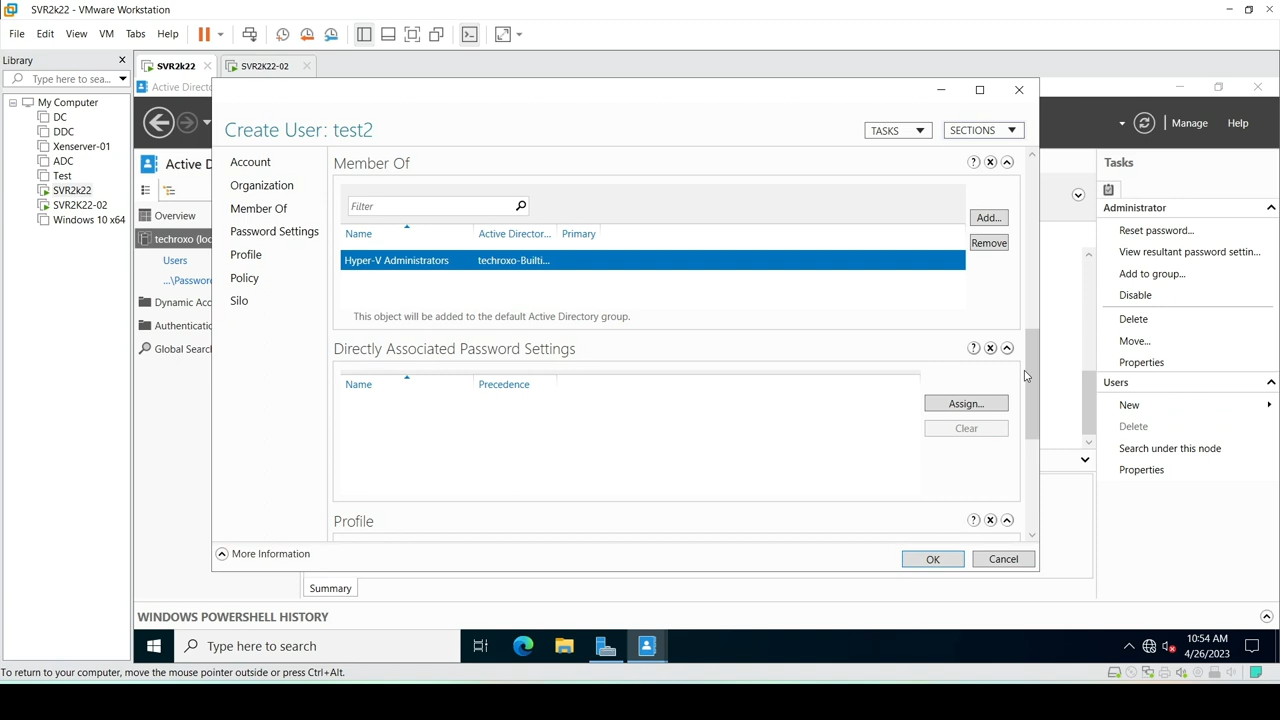 SVR2k22 - VMware Workstation
File Edit View VM Tabs Help
Library
Type here to sea...
SVR2k22
SVR2K22-02
My Computer
DC
DDC
Xenserver-01
ADC
Test
SVR2k22
SVR2K22-02
Windows 10 x64
Active Directo
Manage
Help
Active D
Overview
techroxo (loc
Users
...\Passwor
Dynamic Acc
Authenticatio
Global Search
Create User: test2
TASKS
SECTIONS
Account
Organization
Member Of
Password Settings
Profile
Policy
Silo
Member Of
Filter
Add...
Remove
Name Active Director... Primary
Hyper-V Administrators techroxo-Builti...
This object will be added to the default Active Directory group.
Directly Associated Password Settings
Name Precedence
Assign...
Clear
Profile
More Information
OK
Cancel
Tasks
Administrator
Reset password...
View resultant password settin...
Add to group...
Disable
Delete
Move...
Properties
Users
New
Delete
Search under this node
Properties
Summary
WINDOWS POWERSHELL HISTORY
Type here to search
10:54 AM
4/26/2023
To return to your computer, move the mouse pointer outside or press Ctrl+Alt.